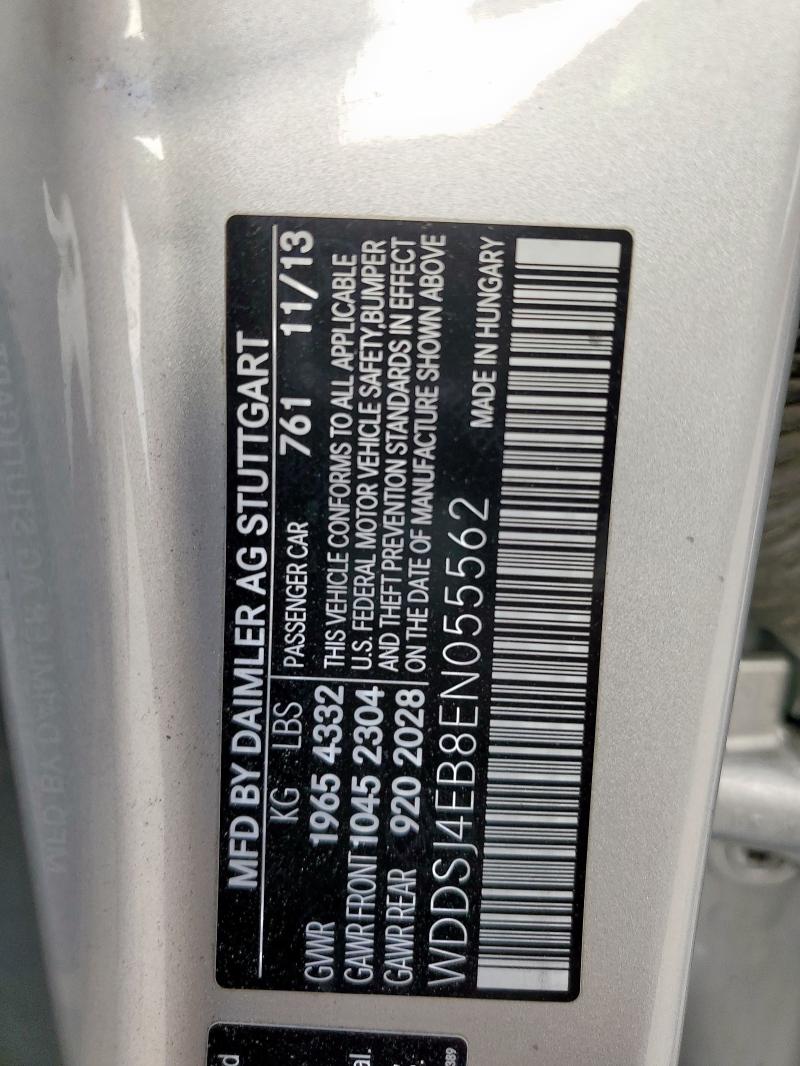 MFD BY DAIMLER AG STUTTGART
KG LBS PASSENGER CAR 761 11/13
GVWR 1965 4332 THIS VEHICLE CONFORMS TO ALL APPLICABLE
GAWR FRONT 1045 2304 U.S. FEDERAL MOTOR VEHICLE SAFETY,BUMPER
GAWR REAR 920 2028 AND THEFT PREVENTION STANDARDS IN EFFECT
ON THE DATE OF MANUFACTURE SHOWN ABOVE
WDDSJ4EB8EN055562 MADE IN HUNGARY
d
al.
389